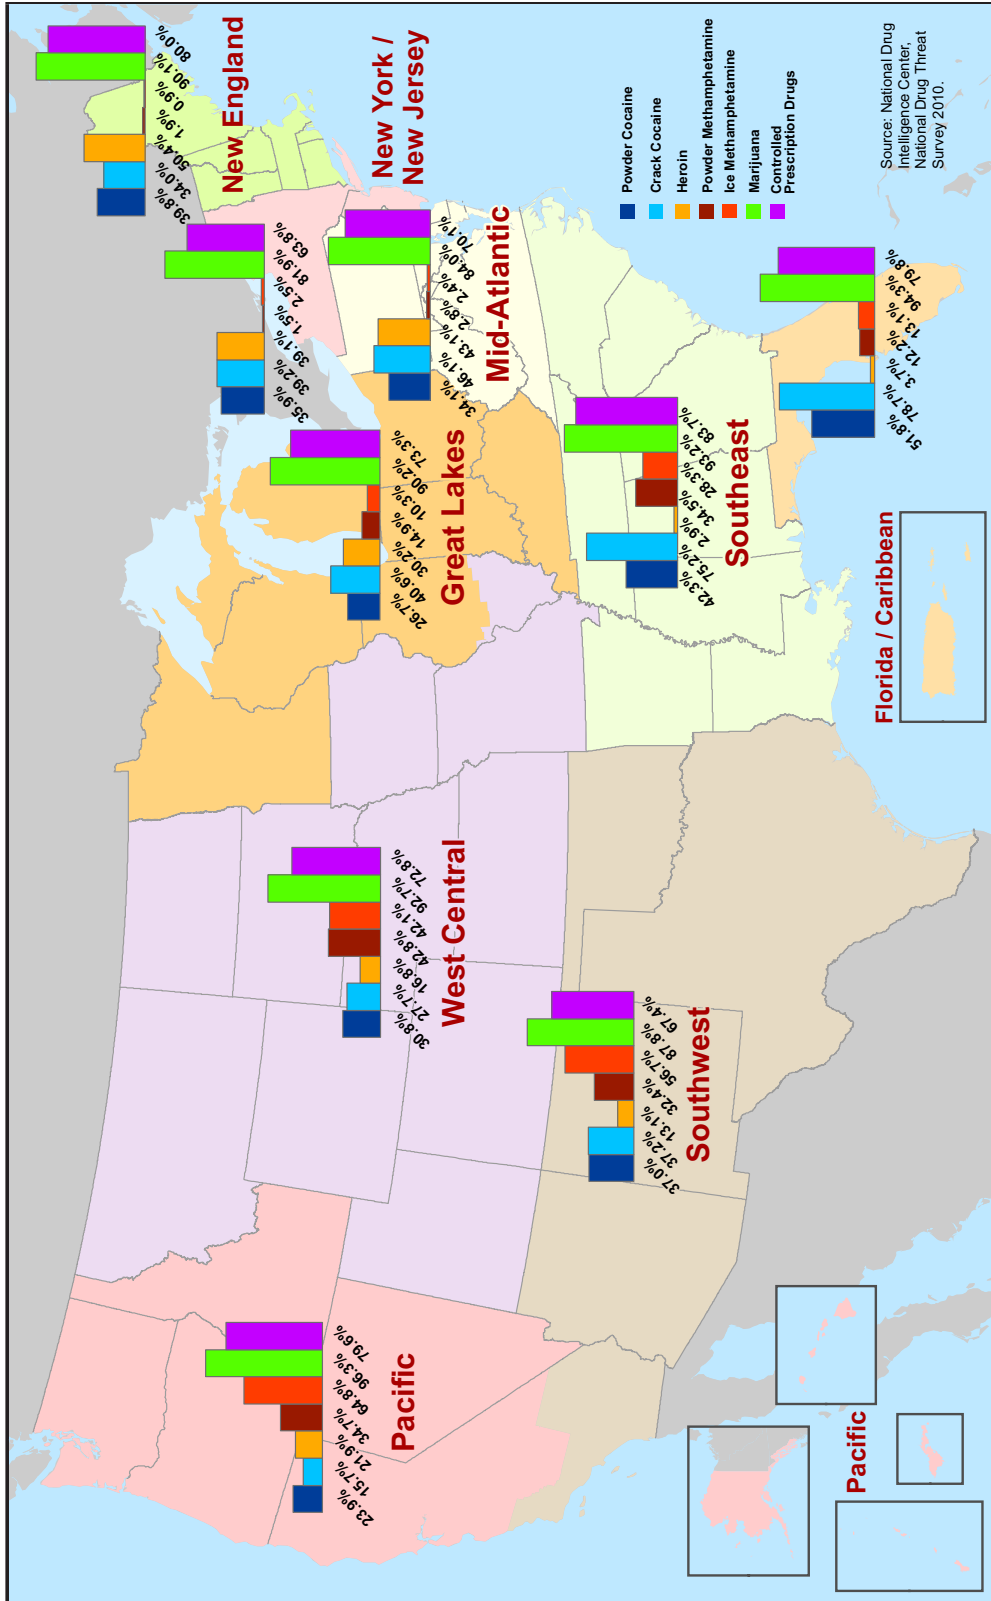 Pacific
23.9%
15.7%
21.9%
34.7%
64.8%
96.3%
79.6%
West Central
30.8%
27.7%
16.8%
42.8%
42.1%
92.7%
72.8%
Southwest
37.0%
37.2%
13.1%
32.4%
56.7%
87.8%
67.4%
Great Lakes
26.7%
40.6%
30.2%
14.9%
10.3%
90.2%
73.3%
Southeast
42.3%
75.2%
2.9%
34.5%
28.3%
93.2%
83.7%
New York /
New Jersey
35.9%
39.2%
39.1%
1.5%
2.5%
81.9%
63.8%
Mid-Atlantic
34.1%
46.1%
43.1%
2.8%
2.4%
84.0%
70.1%
New England
39.8%
34.0%
50.4%
1.9%
0.9%
90.1%
80.0%
Florida / Caribbean
51.8%
78.7%
3.7%
12.2%
13.1%
94.3%
79.8%
Pacific
Powder Cocaine
Crack Cocaine
Heroin
Powder Methamphetamine
Ice Methamphetamine
Marijuana
Controlled
Prescription Drugs
Source: National Drug
Intelligence Center,
National Drug Threat
Survey 2010.